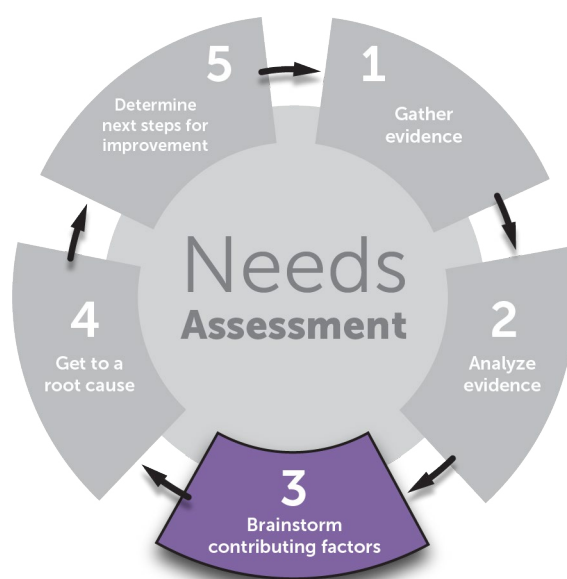 Needs
Assessment
1
Gather
evidence
2
Analyze
evidence
3
Brainstorm
contributing factors
4
Get to a
root cause
5
Determine
next steps for
improvement